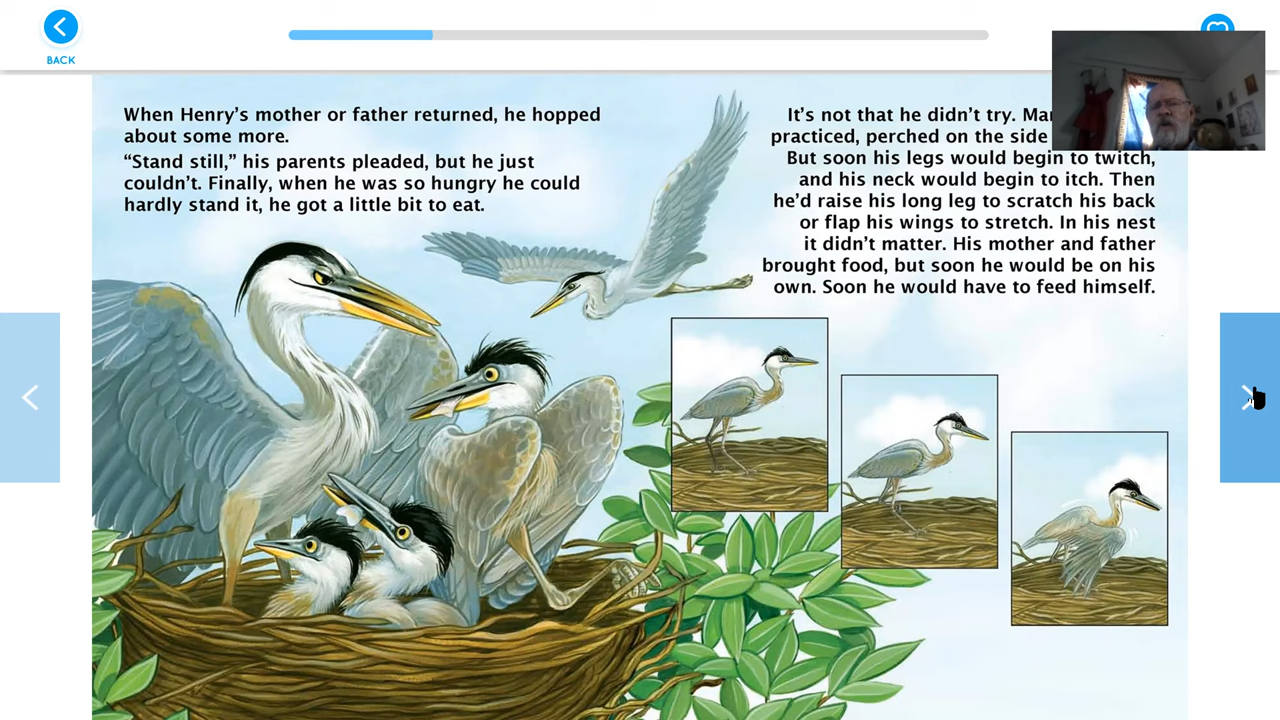 BACK
When Henry’s mother or father returned, he hopped
about some more.
“Stand still,” his parents pleaded, but he just
couldn’t. Finally, when he was so hungry he could
hardly stand it, he got a little bit to eat.
It’s not that he didn’t try.
practiced, perched on the side
But soon his legs would begin to twitch,
and his neck would begin to itch. Then
he’d raise his long leg to scratch his back
or flap his wings to stretch. In his nest
it didn’t matter. His mother and father
brought food, but soon he would be on his
own. Soon he would have to feed himself.